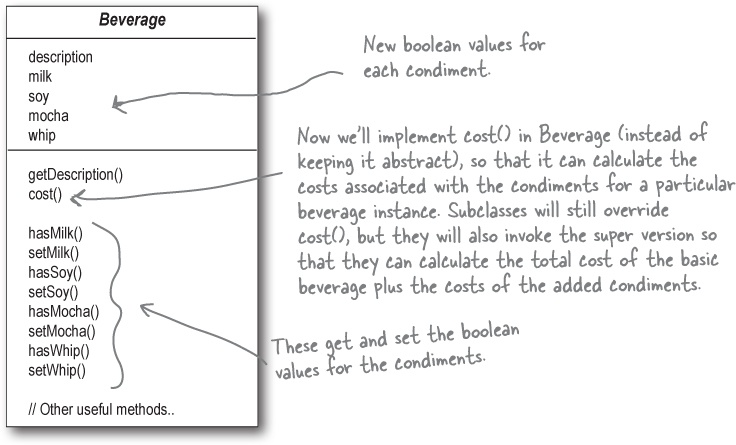 Beverage
description
milk
soy
mocha
whip
getDescription()
cost()
hasMilk()
setMilk()
hasSoy()
setSoy()
hasMocha()
setMocha()
hasWhip()
setWhip()
// Other useful methods..
New boolean values for
each condiment.
Now we'll implement cost() in Beverage (instead of
keeping it abstract), so that it can calculate the
costs associated with the condiments for a particular
beverage instance. Subclasses will still override
cost(), but they will also invoke the super version so
that they can calculate the total cost of the basic
beverage plus the costs of the added condiments.
These get and set the boolean
values for the condiments.